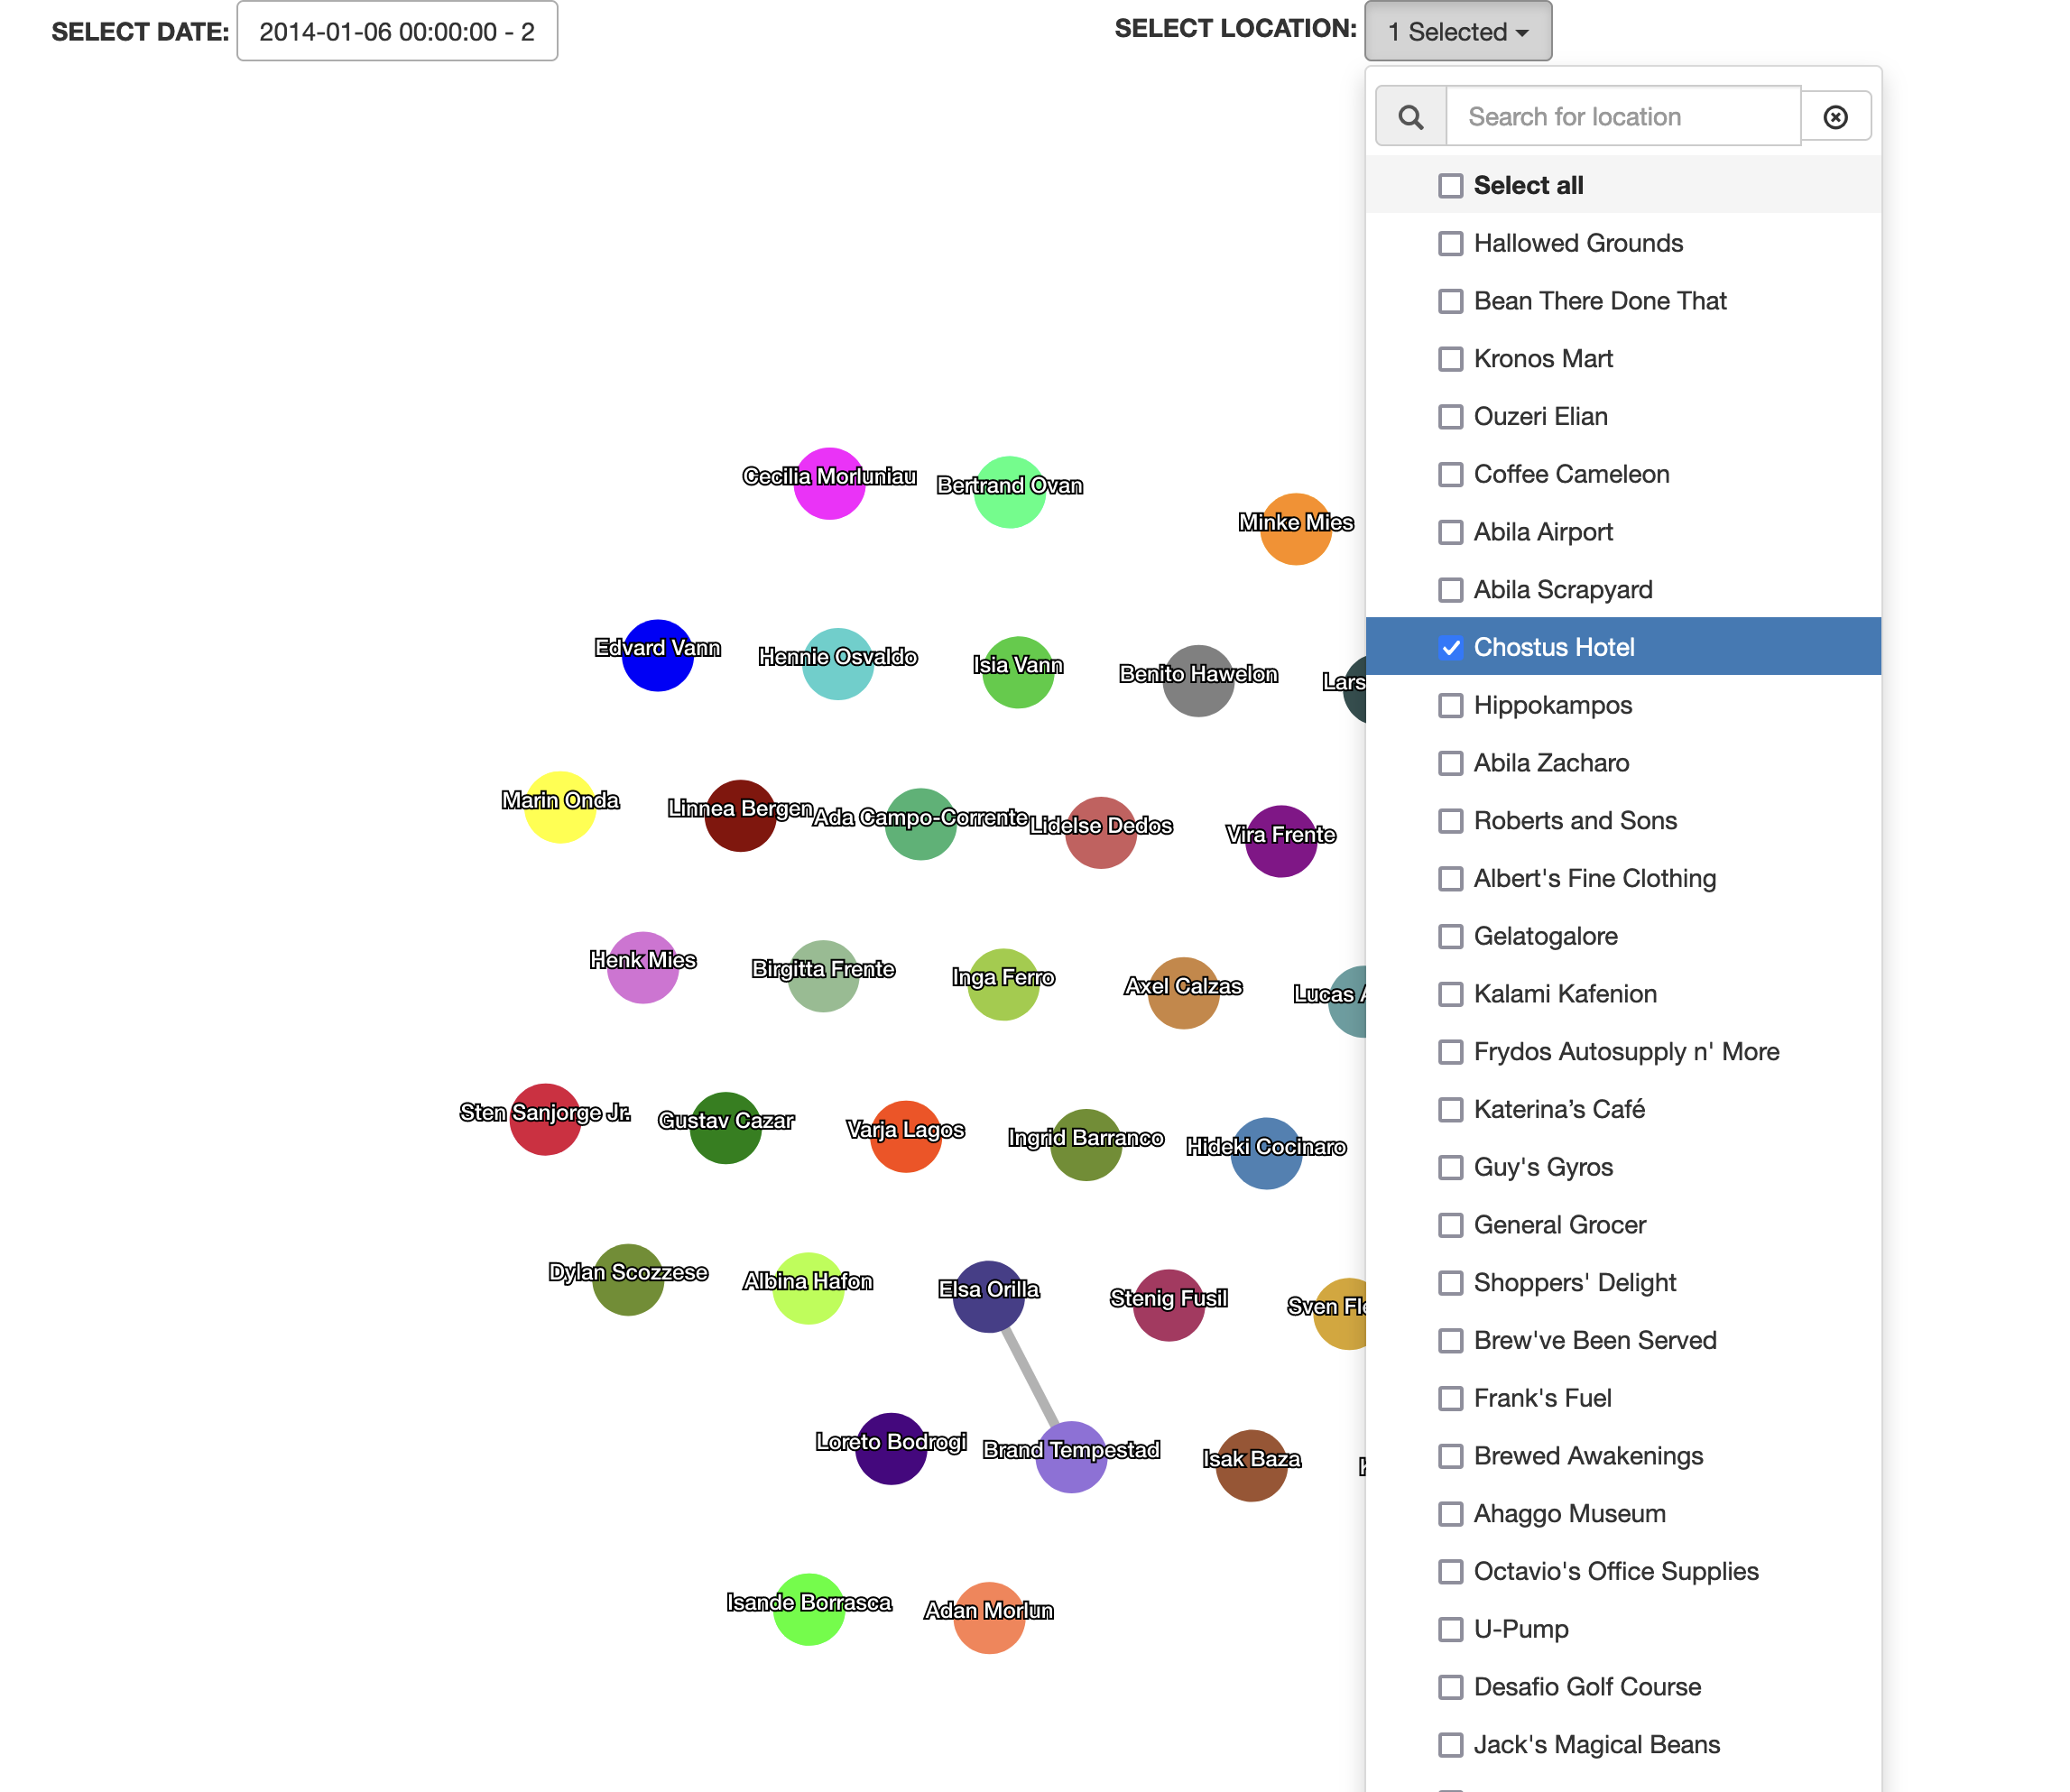 SELECT DATE: 2014-01-06 00:00:00 - 2
SELECT LOCATION: 1 Selected
Search for location
Select all
Hallowed Grounds
Bean There Done That
Kronos Mart
Ouzeri Elian
Coffee Cameleon
Abila Airport
Abila Scrapyard
Chostus Hotel
Hippokampos
Abila Zacharo
Roberts and Sons
Albert's Fine Clothing
Gelatogalore
Kalami Kafenion
Frydos Autosupply n' More
Katerina’s Café
Guy's Gyros
General Grocer
Shoppers' Delight
Brew've Been Served
Frank's Fuel
Brewed Awakenings
Ahaggo Museum
Octavio's Office Supplies
U-Pump
Desafio Golf Course
Jack's Magical Beans
Cecilia Morluniau
Bertrand Ovan
Minke Mies
Edvard Vann
Hennie Osvaldo
Isia Vann
Benito Hawelon
Lars
Marin Onda
Linnea Bergen
Ada Campo-Corrente
Lidelse Dedos
Vira Frente
Henk Mies
Birgitta Frente
Inga Ferro
Axel Calzas
Lucas
Sten Sanjorge Jr.
Gustav Cazar
Varja Lagos
Ingrid Barranco
Hideki Cocinaro
Dylan Scozzese
Albina Hafon
Elsa Orilla
Stenig Fusil
Sven Fle
Loreto Bodrogi
Brand Tempestad
Isak Baza
Isande Borrasca
Adan Morlun